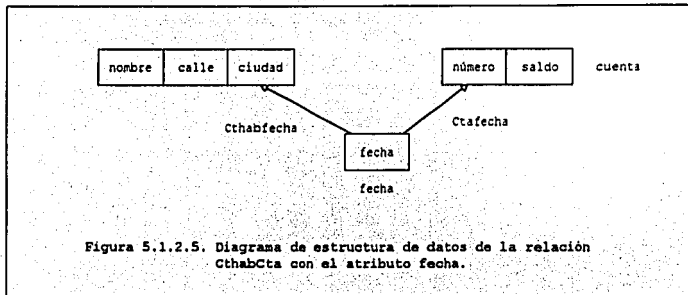 nombre calle ciudad número saldo cuenta
Cthabfecha Ctafecha
fecha
fecha
Figura 5.1.2.5. Diagrama de estructura de datos de la relación
CthabCta con el atributo fecha.